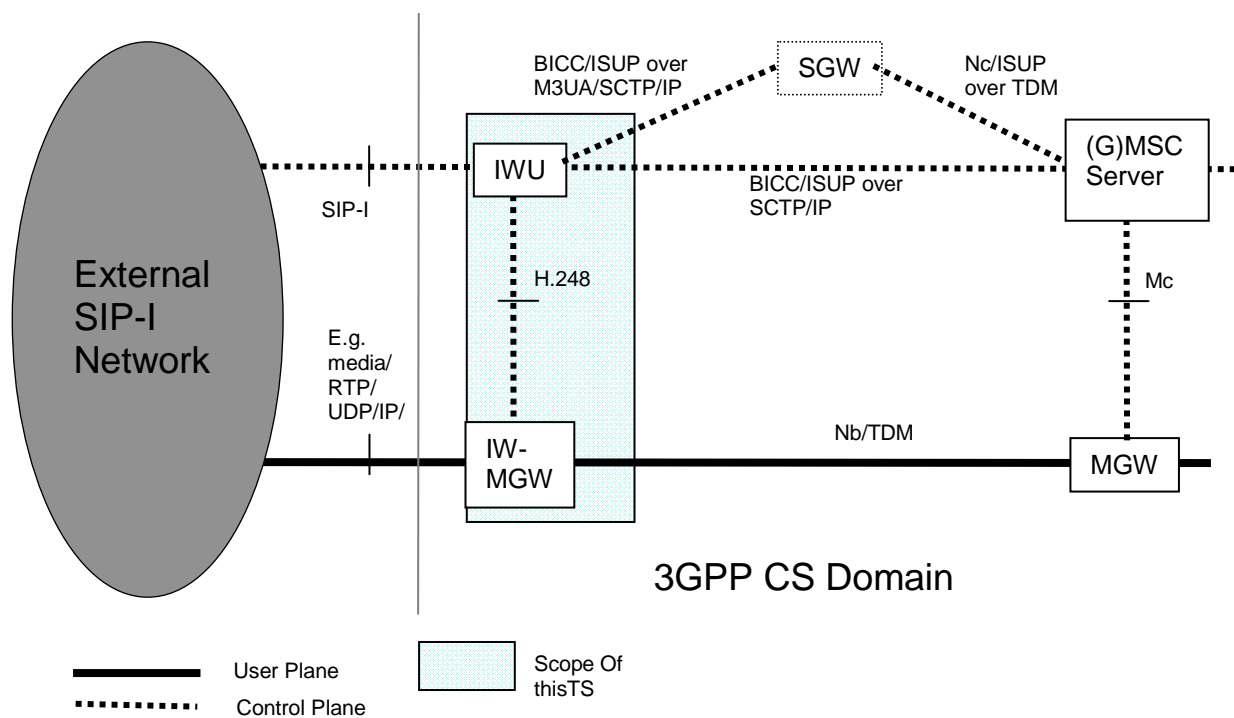 BICC/ISUP over
M3UA/SCTP/IP
SGW
Nc/ISUP
over TDM
IWU
(G)MSC
Server
SIP-I
BICC/ISUP over
SCTP/IP
External
SIP-I
Network
H.248
Mc
E.g.
media/
RTP/
UDP/IP/
IW-
MGW
Nb/TDM
MGW
3GPP CS Domain
User Plane
Control Plane
Scope Of
thisTS